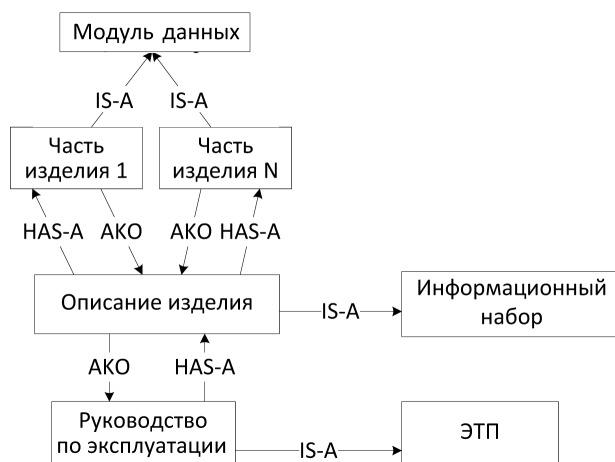 Модуль данных
IS-A IS-A
Часть
изделия 1
Часть
изделия N
HAS-A AKO AKO HAS-A
Описание изделия
IS-A
Информационный
набор
AKO HAS-A
Руководство
по эксплуатации
IS-A
ЭТП